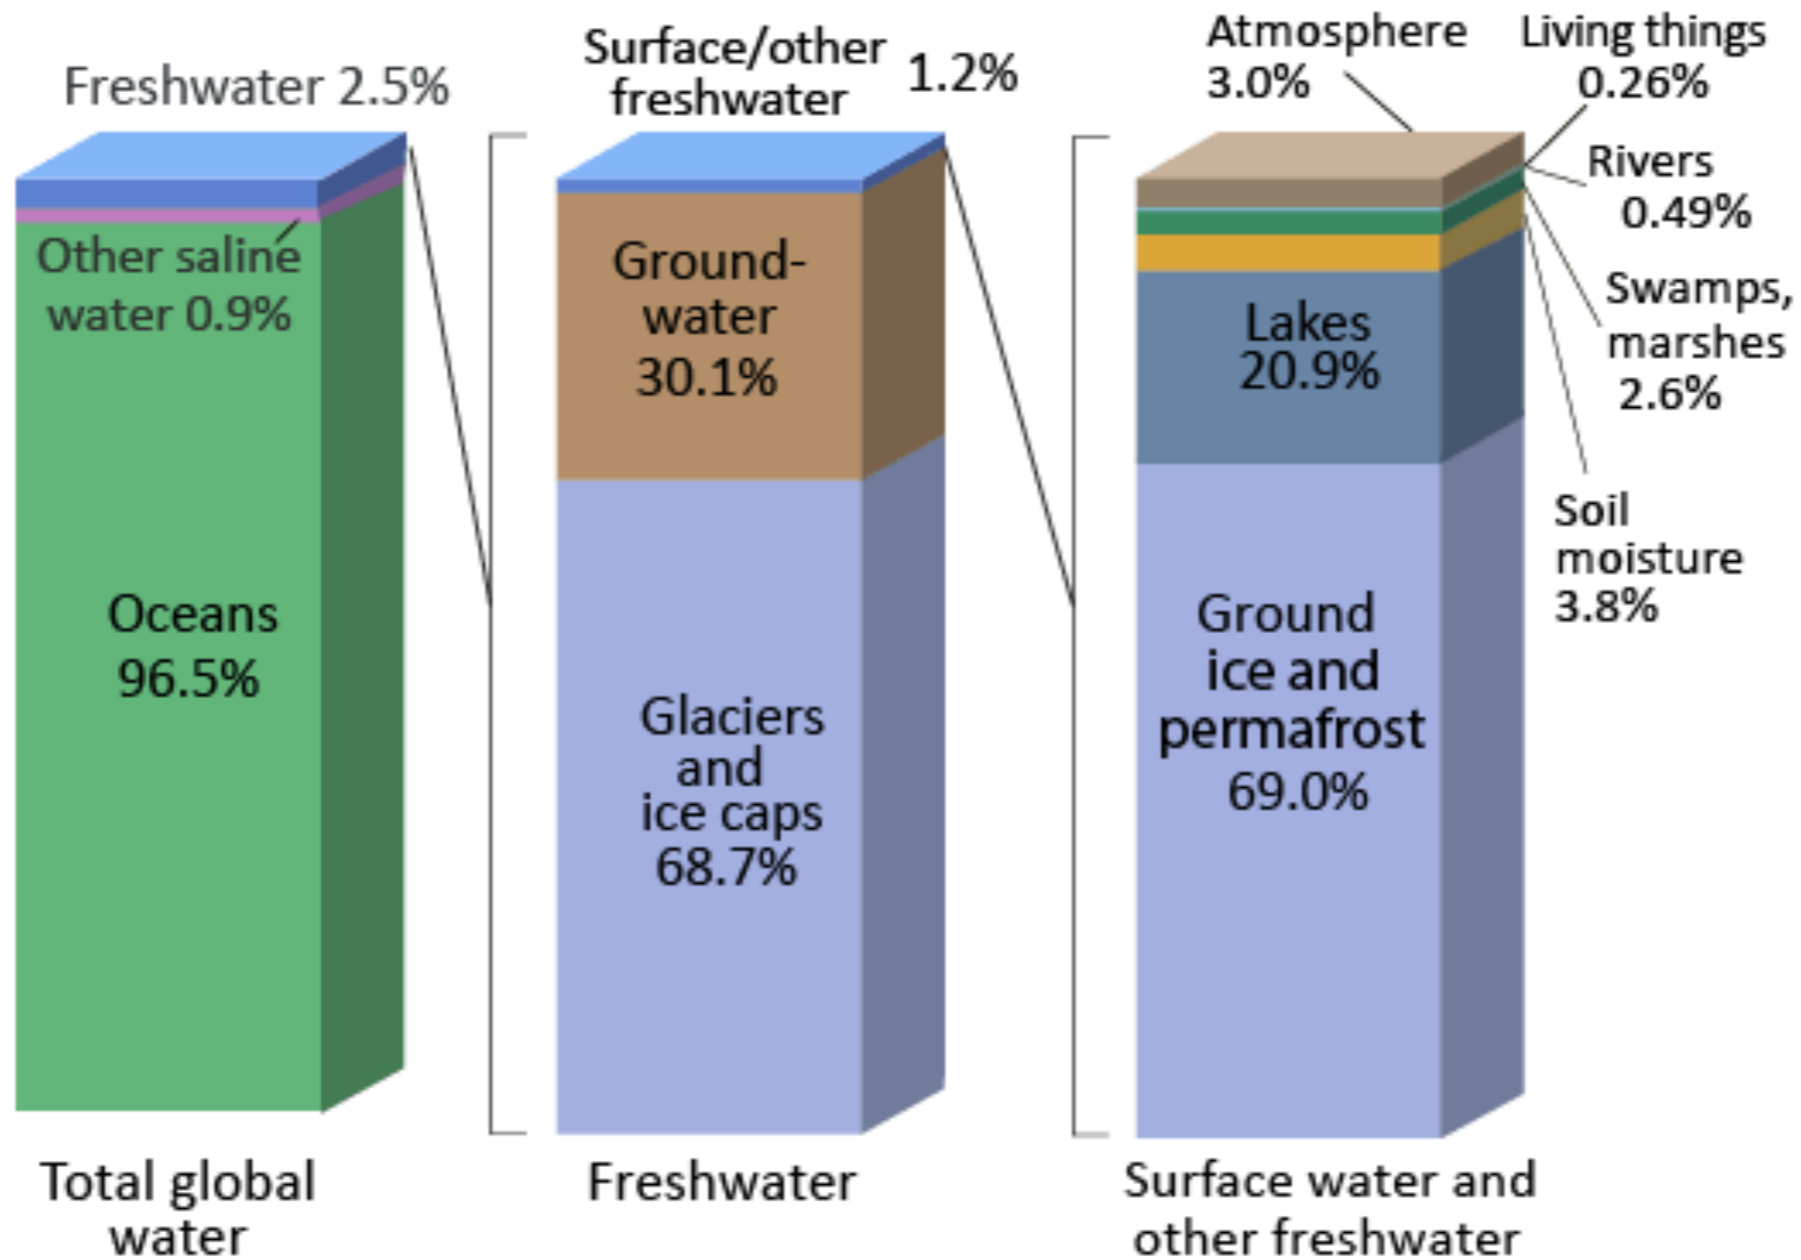 Freshwater 2.5%
Other saline
water 0.9%
Oceans
96.5%
Total global
water
Surface/other
freshwater
1.2%
Ground-
water
30.1%
Glaciers
and
ice caps
68.7%
Freshwater
Atmosphere
3.0%
Living things
0.26%
Rivers
0.49%
Swamps,
marshes
2.6%
Soil
moisture
3.8%
Lakes
20.9%
Ground
ice and
permafrost
69.0%
Surface water and
other freshwater